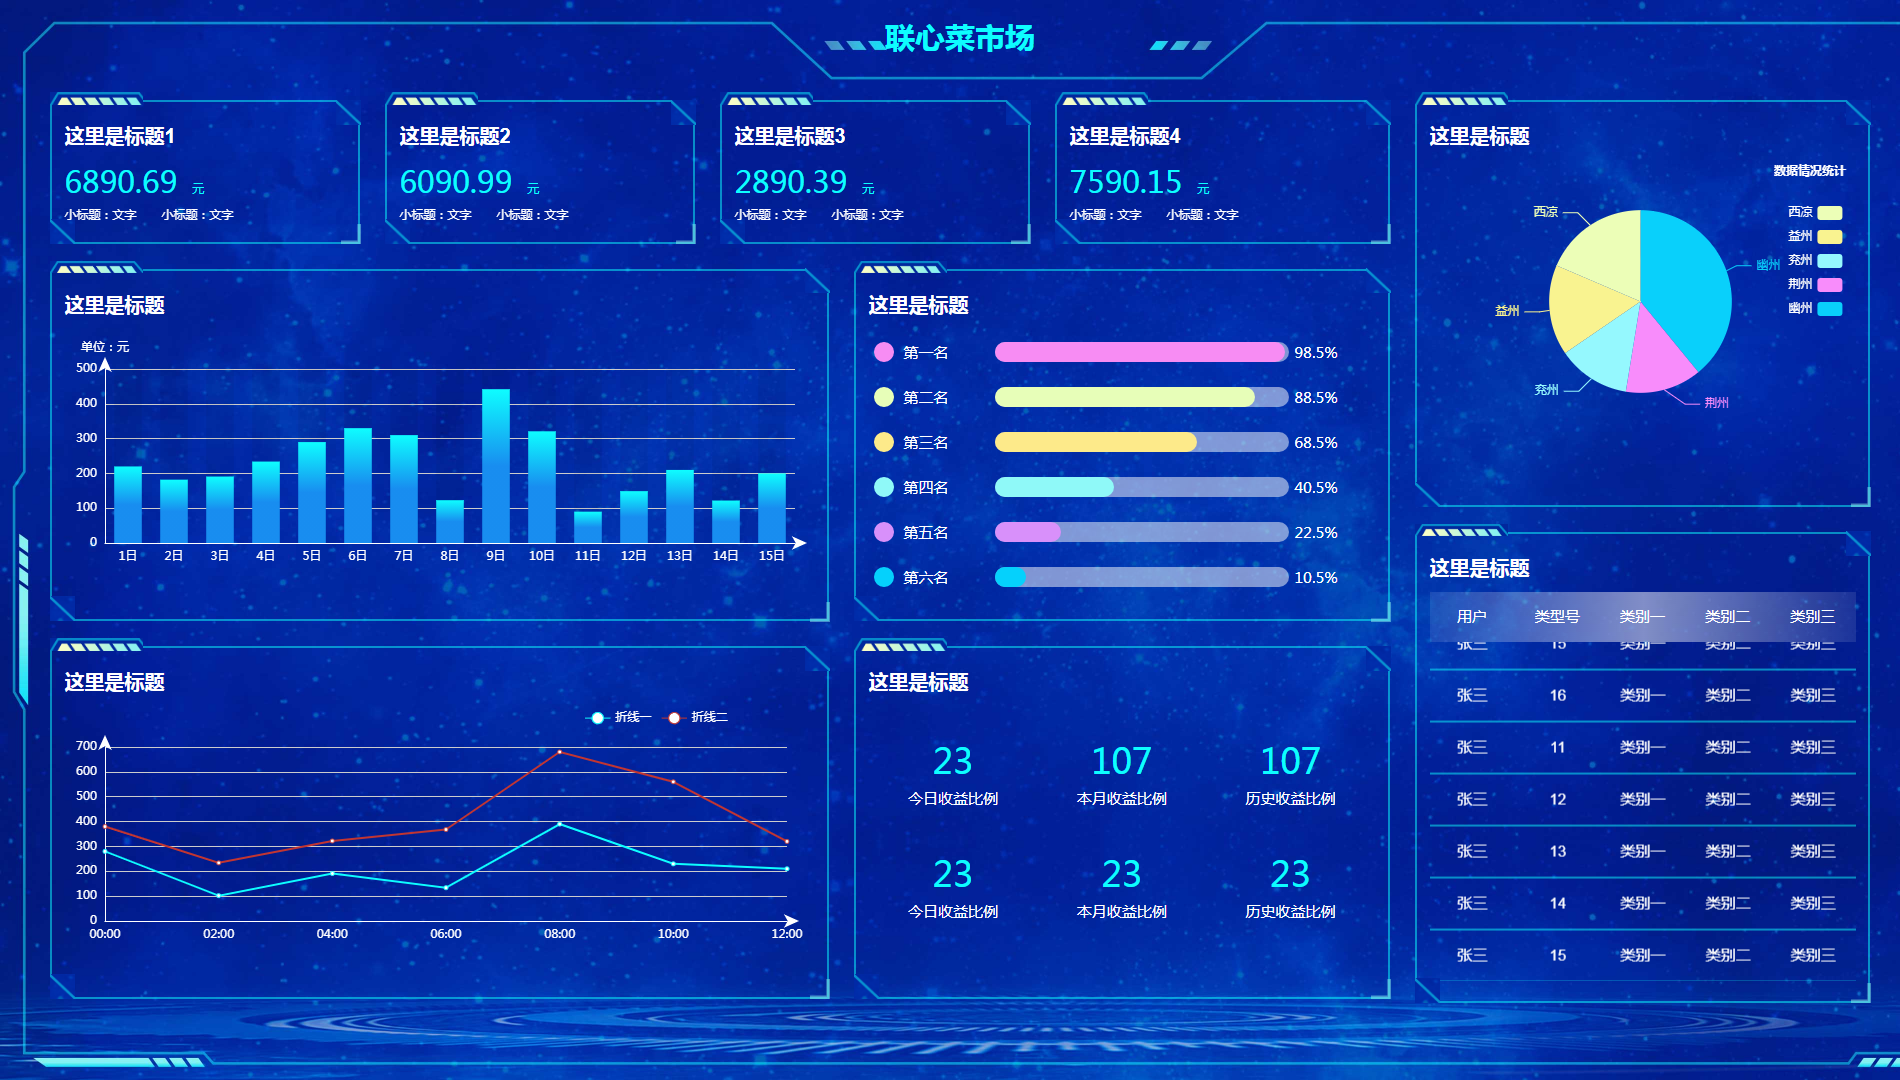 联心菜市场
这里是标题1
6890.69 元
小标题：文字 小标题：文字
这里是标题2
6090.99 元
小标题：文字 小标题：文字
这里是标题3
2890.39 元
小标题：文字 小标题：文字
这里是标题4
7590.15 元
小标题：文字 小标题：文字
这里是标题
数据情况统计
西凉
益州
兖州
荆州
幽州
西凉
益州
兖州
荆州
幽州
这里是标题
单位：元
500
400
300
200
100
0
1日 2日 3日 4日 5日 6日 7日 8日 9日 10日 11日 12日 13日 14日 15日
这里是标题
第一名 98.5%
第二名 88.5%
第三名 68.5%
第四名 40.5%
第五名 22.5%
第六名 10.5%
这里是标题
用户 类型号 类别一 类别二 类别三
张三 15 类别一 类别二 类别三
张三 16 类别一 类别二 类别三
张三 11 类别一 类别二 类别三
张三 12 类别一 类别二 类别三
张三 13 类别一 类别二 类别三
张三 14 类别一 类别二 类别三
张三 15 类别一 类别二 类别三
这里是标题
折线一 折线二
700
600
500
400
300
200
100
0
00:00 02:00 04:00 06:00 08:00 10:00 12:00
这里是标题
23 107 107
今日收益比例 本月收益比例 历史收益比例
23 23 23
今日收益比例 本月收益比例 历史收益比例